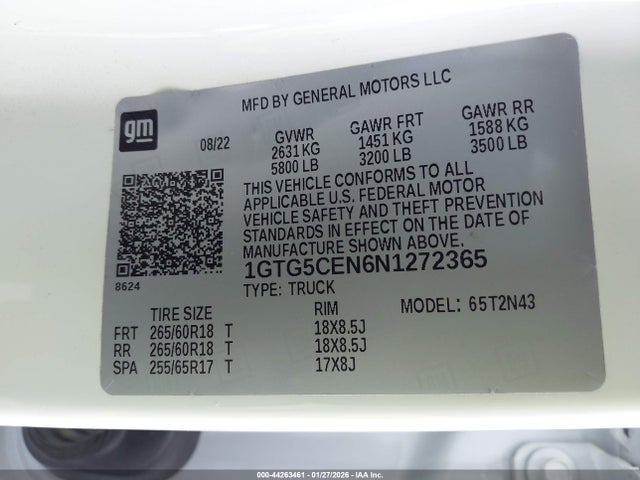 MFD BY GENERAL MOTORS LLC
gm
08/22
GVWR GAWR FRT GAWR RR
2631 KG 1451 KG 1588 KG
5800 LB 3200 LB 3500 LB
THIS VEHICLE CONFORMS TO ALL
APPLICABLE U.S. FEDERAL MOTOR
VEHICLE SAFETY AND THEFT PREVENTION
STANDARDS IN EFFECT ON THE DATE OF
MANUFACTURE SHOWN ABOVE.
1GTG5CEN6N1272365
8624
TYPE: TRUCK MODEL: 65T2N43
TIRE SIZE RIM
FRT 265/60R18 T 18X8.5J
RR 265/60R18 T 18X8.5J
SPA 255/65R17 T 17X8J
000-44263461 - 01/27/2026 - IAA Inc.